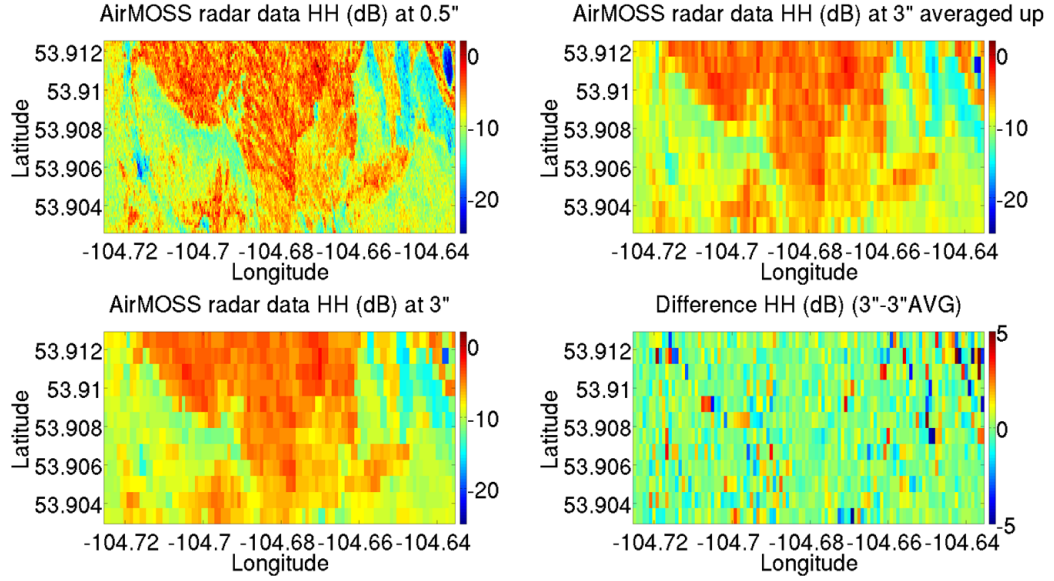 AirMOSS radar data HH (dB) at 0.5"
53.912
53.91
53.908
53.906
53.904
Latitude
-104.72 -104.7 -104.68 -104.66 -104.64
Longitude
0
-10
-20
AirMOSS radar data HH (dB) at 3" averaged up
53.912
53.91
53.908
53.906
53.904
Latitude
-104.72 -104.7 -104.68 -104.66 -104.64
Longitude
0
-10
-20
AirMOSS radar data HH (dB) at 3"
53.912
53.91
53.908
53.906
53.904
Latitude
-104.72 -104.7 -104.68 -104.66 -104.64
Longitude
0
-10
-20
Difference HH (dB) (3"-3"AVG)
53.912
53.91
53.908
53.906
53.904
Latitude
-104.72 -104.7 -104.68 -104.66 -104.64
Longitude
5
0
-5